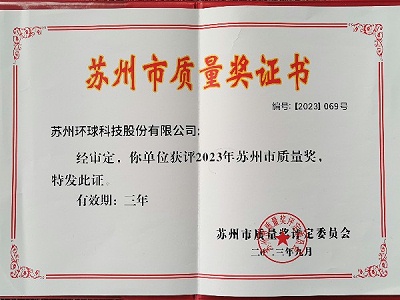 苏州市质量奖证书
编号:【2023】069号
苏州环球科技股份有限公司:
经审定，你单位获评2023年苏州市质量奖，
特发此证。
有效期：三年
苏州市质量奖评定委员会
二〇二三年九月